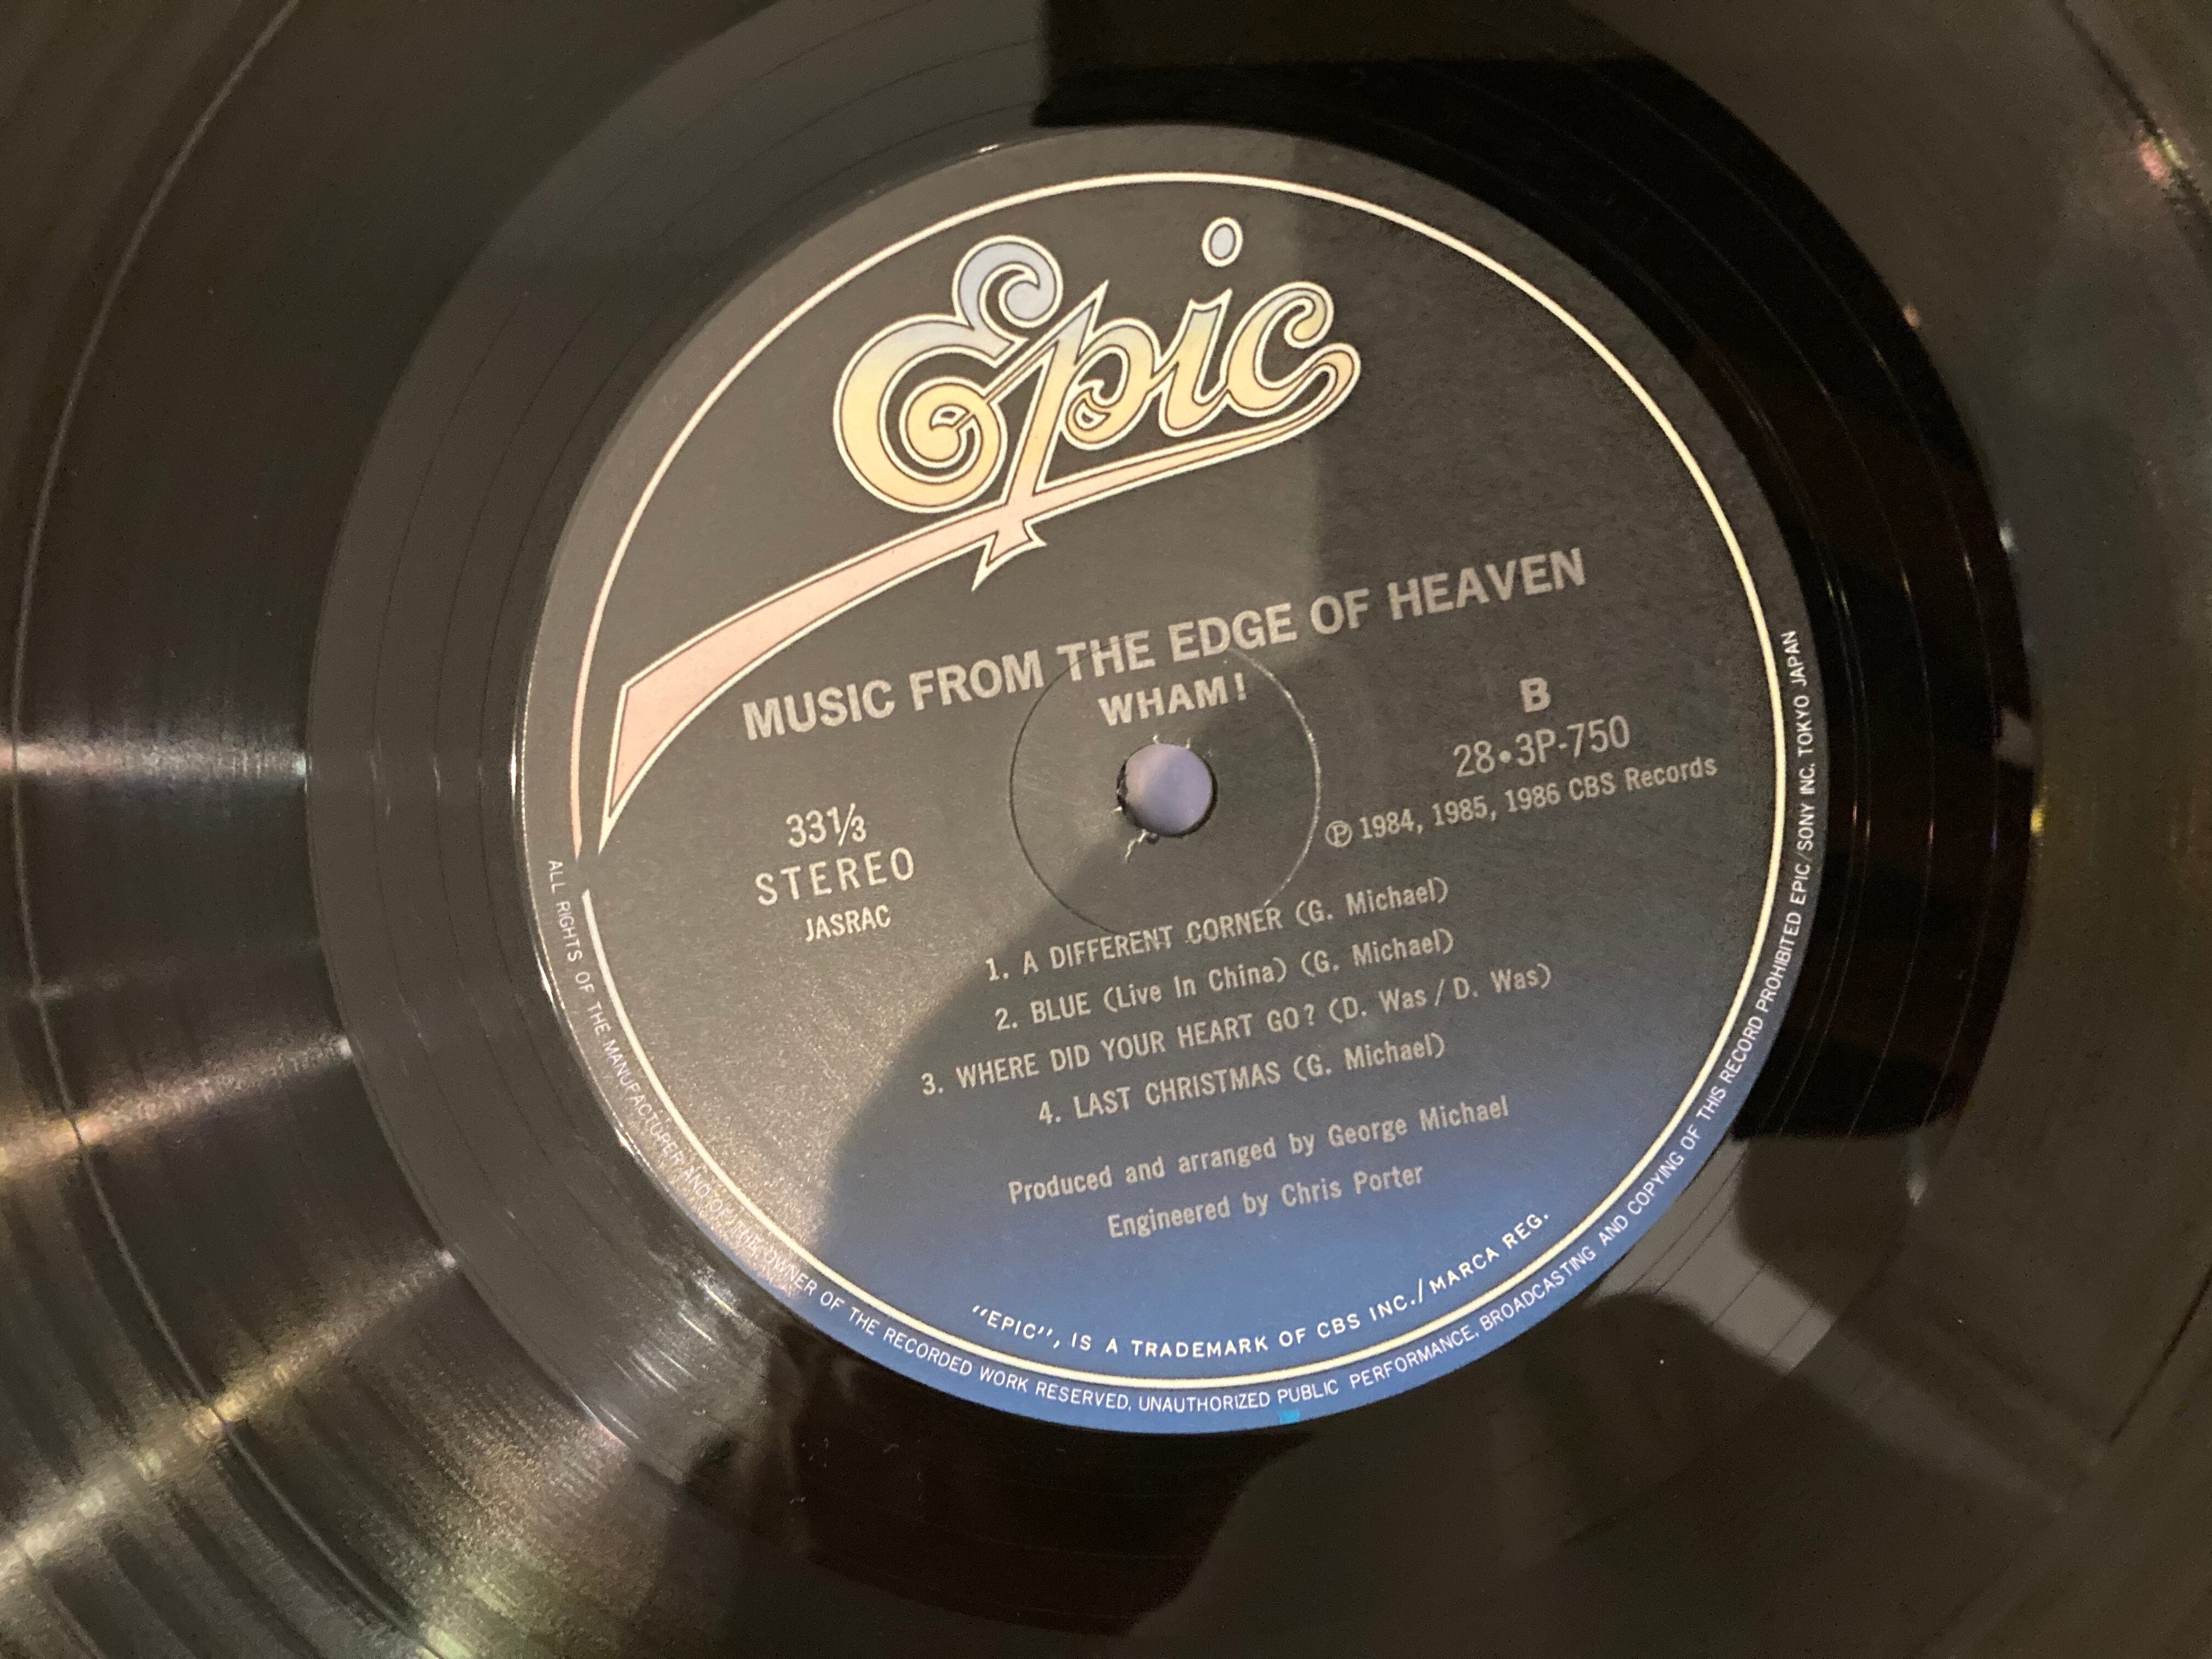 Epic
MUSIC FROM THE EDGE OF HEAVEN
WHAM!
B
28•3P-750
℗ 1984, 1985, 1986 CBS Records
33⅓
STEREO
JASRAC
1. A DIFFERENT CORNER (G. Michael)
2. BLUE (Live In China) (G. Michael)
3. WHERE DID YOUR HEART GO? (D. Was / D. Was)
4. LAST CHRISTMAS (G. Michael)
Produced and arranged by George Michael
Engineered by Chris Porter
"EPIC", IS A TRADEMARK OF CBS INC./MARCA REG.
ALL RIGHTS OF THE MANUFACTURER AND OF THE OWNER OF THE RECORDED WORK RESERVED, UNAUTHORIZED PUBLIC PERFORMANCE, BROADCASTING AND COPYING OF THIS RECORD PROHIBITED EPIC/SONY INC. TOKYO JAPAN